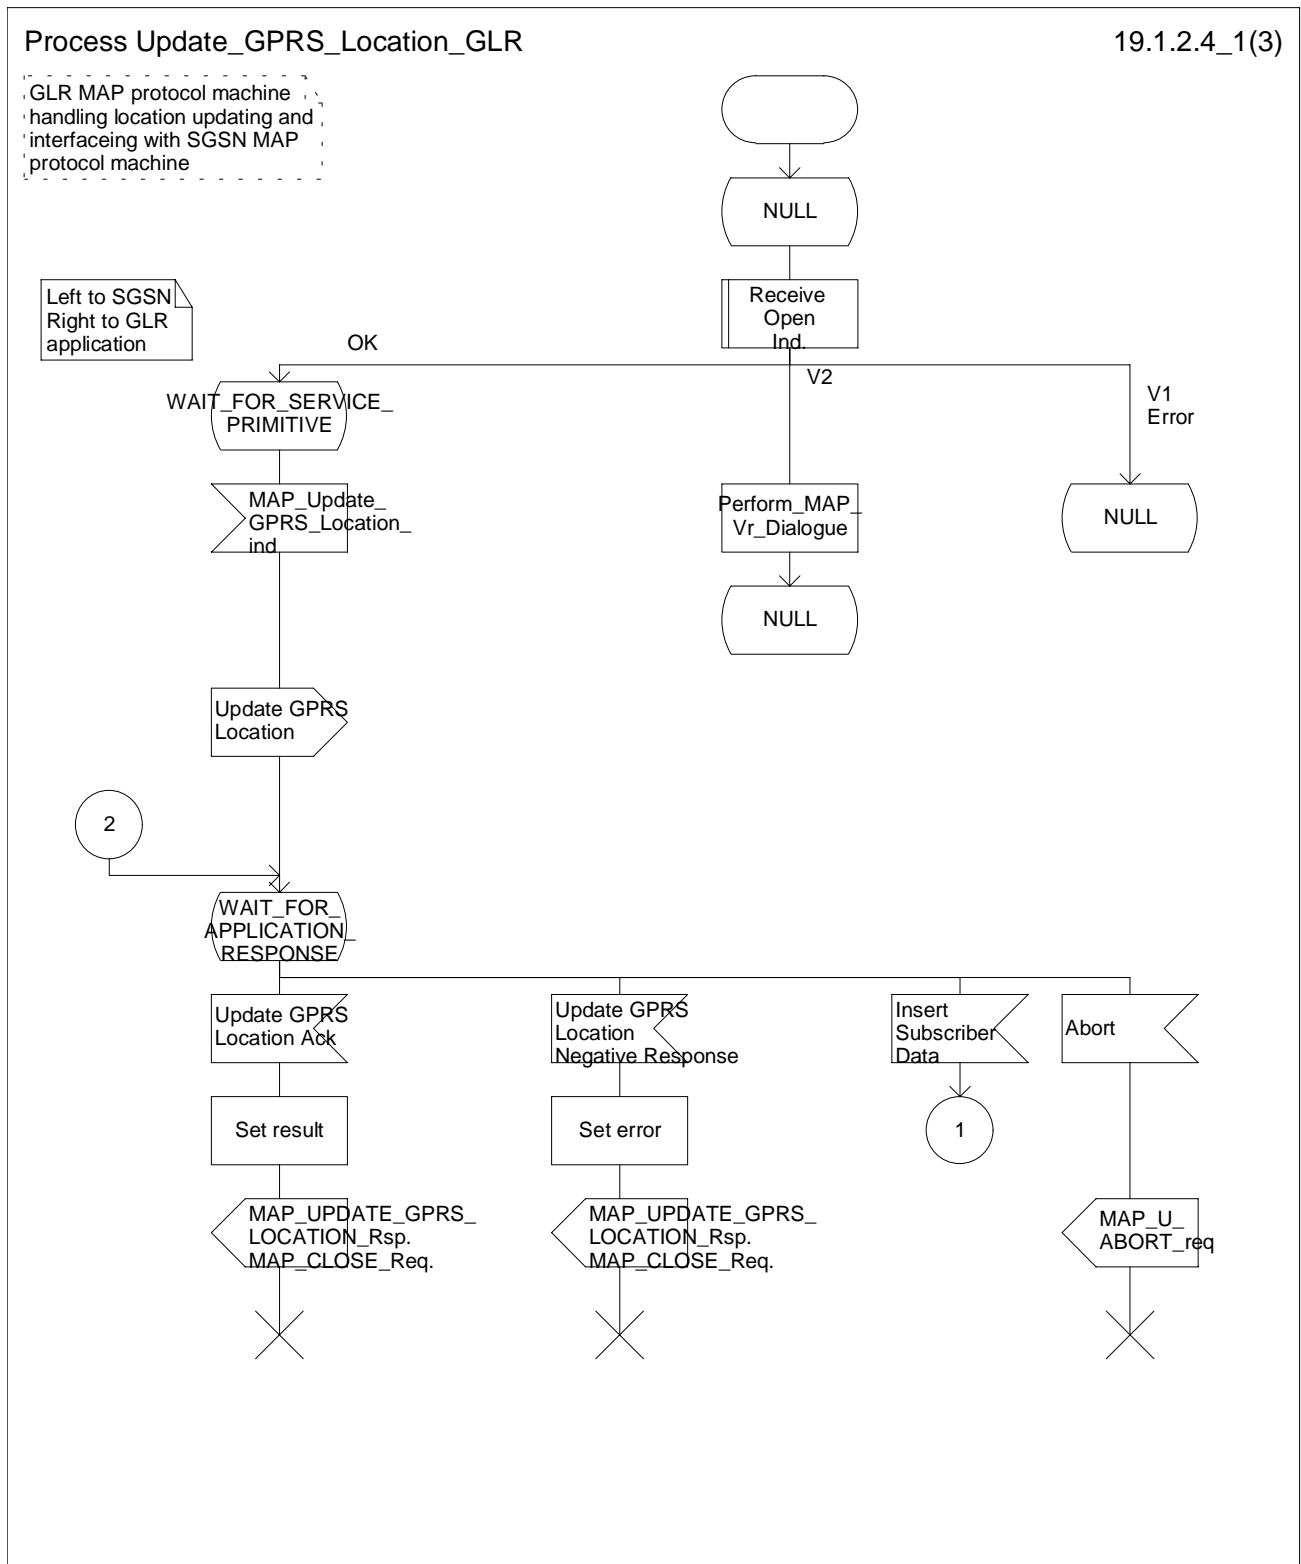 Process Update_GPRS_Location_GLR
19.1.2.4_1(3)
GLR MAP protocol machine
handling location updating and
interfaceing with SGSN MAP
protocol machine
NULL
Left to SGSN
Right to GLR
application
Receive
Open
Ind.
OK
V2
V1
Error
WAIT_FOR_SERVICE_
PRIMITIVE
MAP_Update_
GPRS_Location_
ind
Perform_MAP_
Vr_Dialogue
NULL
NULL
Update GPRS
Location
2
WAIT_FOR_
APPLICATION_
RESPONSE
Update GPRS
Location Ack
Update GPRS
Location
Negative Response
Insert
Subscriber
Data
Abort
Set result
Set error
1
MAP_UPDATE_GPRS_
LOCATION_Rsp.
MAP_CLOSE_Req.
MAP_UPDATE_GPRS_
LOCATION_Rsp.
MAP_CLOSE_Req.
MAP_U_
ABORT_req